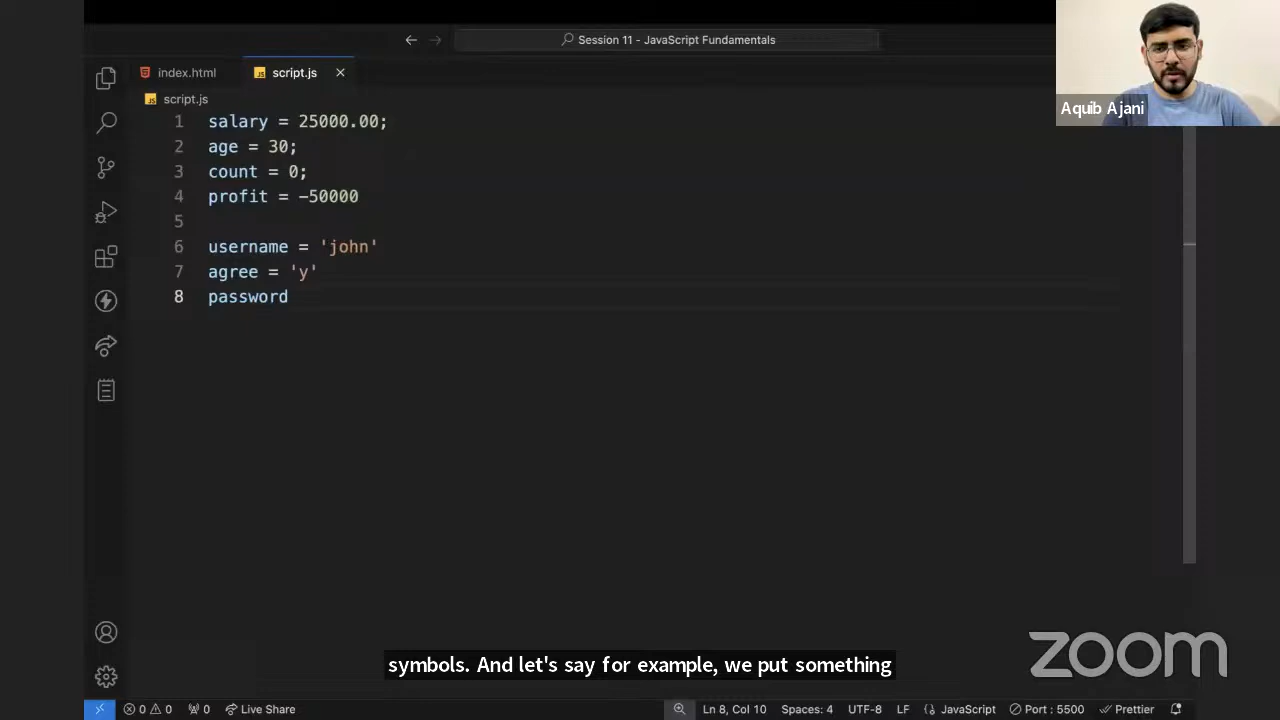 Session 11 - JavaScript Fundamentals
Aquib Ajani
index.html
JS script.js
JS script.js
1 salary = 25000.00;
2 age = 30;
3 count = 0;
4 profit = -50000
5
6 username = 'john'
7 agree = 'y'
8 password
symbols. And let's say for example, we put something
zoom
0 0 0 Live Share Ln 8, Col 10 Spaces: 4 UTF-8 LF JavaScript Port : 5500 Prettier